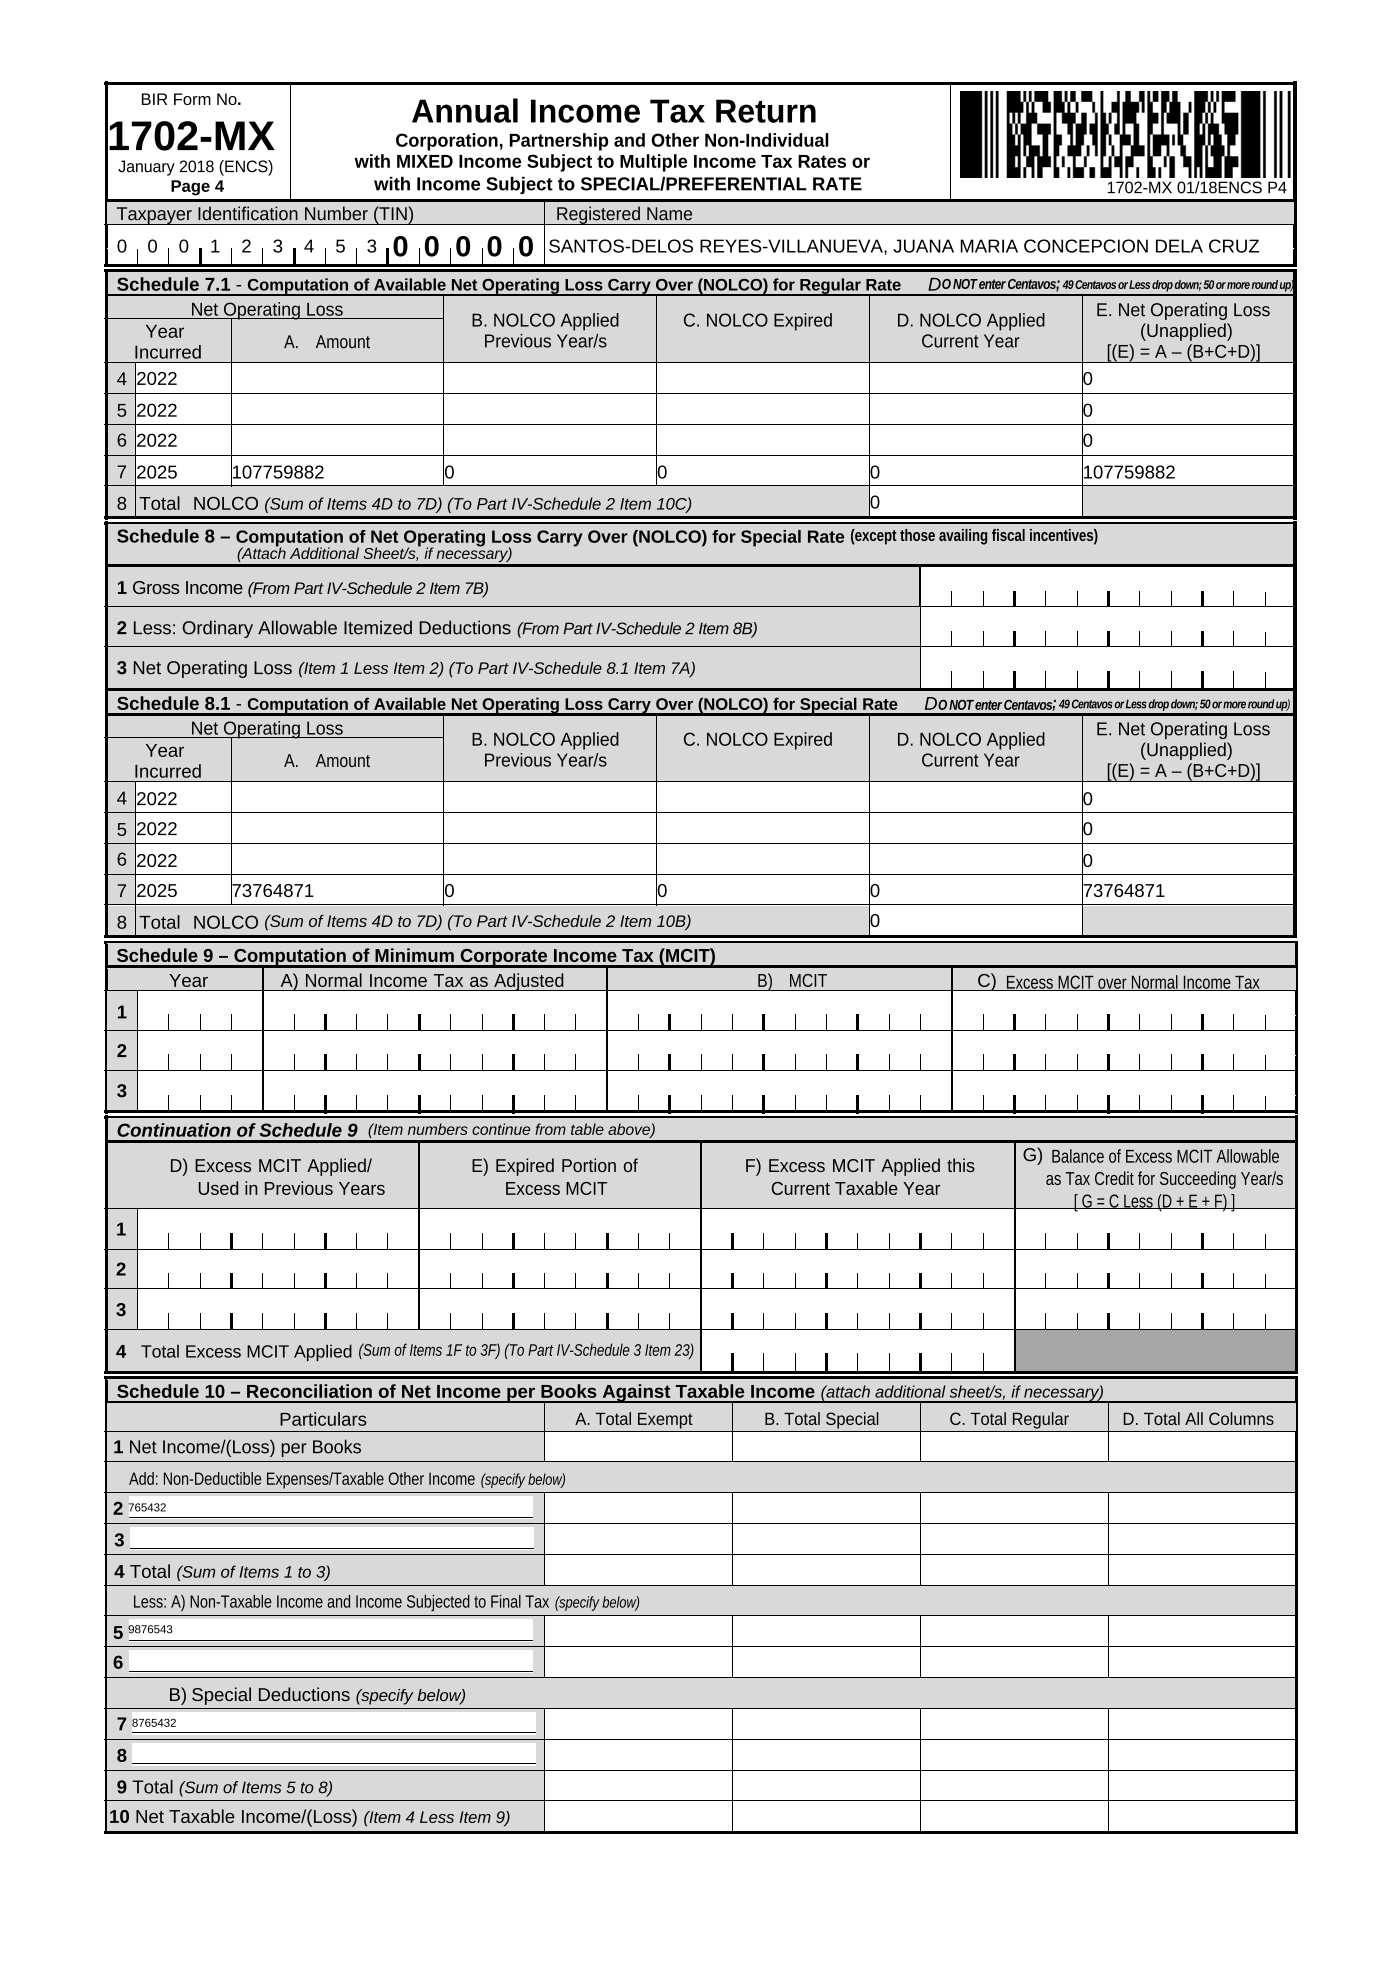 BIR Form No.
1702-MX
January 2018 (ENCS)
Page 4
Annual Income Tax Return
Corporation, Partnership and Other Non-Individual
with MIXED Income Subject to Multiple Income Tax Rates or
with Income Subject to SPECIAL/PREFERENTIAL RATE
1702-MX 01/18ENCS P4
Taxpayer Identification Number (TIN) Registered Name
0 0 0 1 2 3 4 5 3 0 0 0 0 0 SANTOS-DELOS REYES-VILLANUEVA, JUANA MARIA CONCEPCION DELA CRUZ
Schedule 7.1 - Computation of Available Net Operating Loss Carry Over (NOLCO) for Regular Rate DO NOT enter Centavos; 49 Centavos or Less drop down; 50 or more round up)
Net Operating Loss
Year Incurred
A. Amount
B. NOLCO Applied Previous Year/s
C. NOLCO Expired
D. NOLCO Applied Current Year
E. Net Operating Loss (Unapplied) [(E) = A – (B+C+D)]
4 2022 0
5 2022 0
6 2022 0
7 2025 107759882 0 0 0 107759882
8 Total NOLCO (Sum of Items 4D to 7D) (To Part IV-Schedule 2 Item 10C) 0
Schedule 8 – Computation of Net Operating Loss Carry Over (NOLCO) for Special Rate (except those availing fiscal incentives)
(Attach Additional Sheet/s, if necessary)
1 Gross Income (From Part IV-Schedule 2 Item 7B)
2 Less: Ordinary Allowable Itemized Deductions (From Part IV-Schedule 2 Item 8B)
3 Net Operating Loss (Item 1 Less Item 2) (To Part IV-Schedule 8.1 Item 7A)
Schedule 8.1 - Computation of Available Net Operating Loss Carry Over (NOLCO) for Special Rate DO NOT enter Centavos; 49 Centavos or Less drop down; 50 or more round up)
Net Operating Loss
Year Incurred
A. Amount
B. NOLCO Applied Previous Year/s
C. NOLCO Expired
D. NOLCO Applied Current Year
E. Net Operating Loss (Unapplied) [(E) = A – (B+C+D)]
4 2022 0
5 2022 0
6 2022 0
7 2025 73764871 0 0 0 73764871
8 Total NOLCO (Sum of Items 4D to 7D) (To Part IV-Schedule 2 Item 10B) 0
Schedule 9 – Computation of Minimum Corporate Income Tax (MCIT)
Year A) Normal Income Tax as Adjusted B) MCIT C) Excess MCIT over Normal Income Tax
1
2
3
Continuation of Schedule 9 (Item numbers continue from table above)
D) Excess MCIT Applied/ Used in Previous Years
E) Expired Portion of Excess MCIT
F) Excess MCIT Applied this Current Taxable Year
G) Balance of Excess MCIT Allowable as Tax Credit for Succeeding Year/s [ G = C Less (D + E + F) ]
1
2
3
4 Total Excess MCIT Applied (Sum of Items 1F to 3F) (To Part IV-Schedule 3 Item 23)
Schedule 10 – Reconciliation of Net Income per Books Against Taxable Income (attach additional sheet/s, if necessary)
Particulars A. Total Exempt B. Total Special C. Total Regular D. Total All Columns
1 Net Income/(Loss) per Books
Add: Non-Deductible Expenses/Taxable Other Income (specify below)
2 765432
3
4 Total (Sum of Items 1 to 3)
Less: A) Non-Taxable Income and Income Subjected to Final Tax (specify below)
5 9876543
6
B) Special Deductions (specify below)
7 8765432
8
9 Total (Sum of Items 5 to 8)
10 Net Taxable Income/(Loss) (Item 4 Less Item 9)